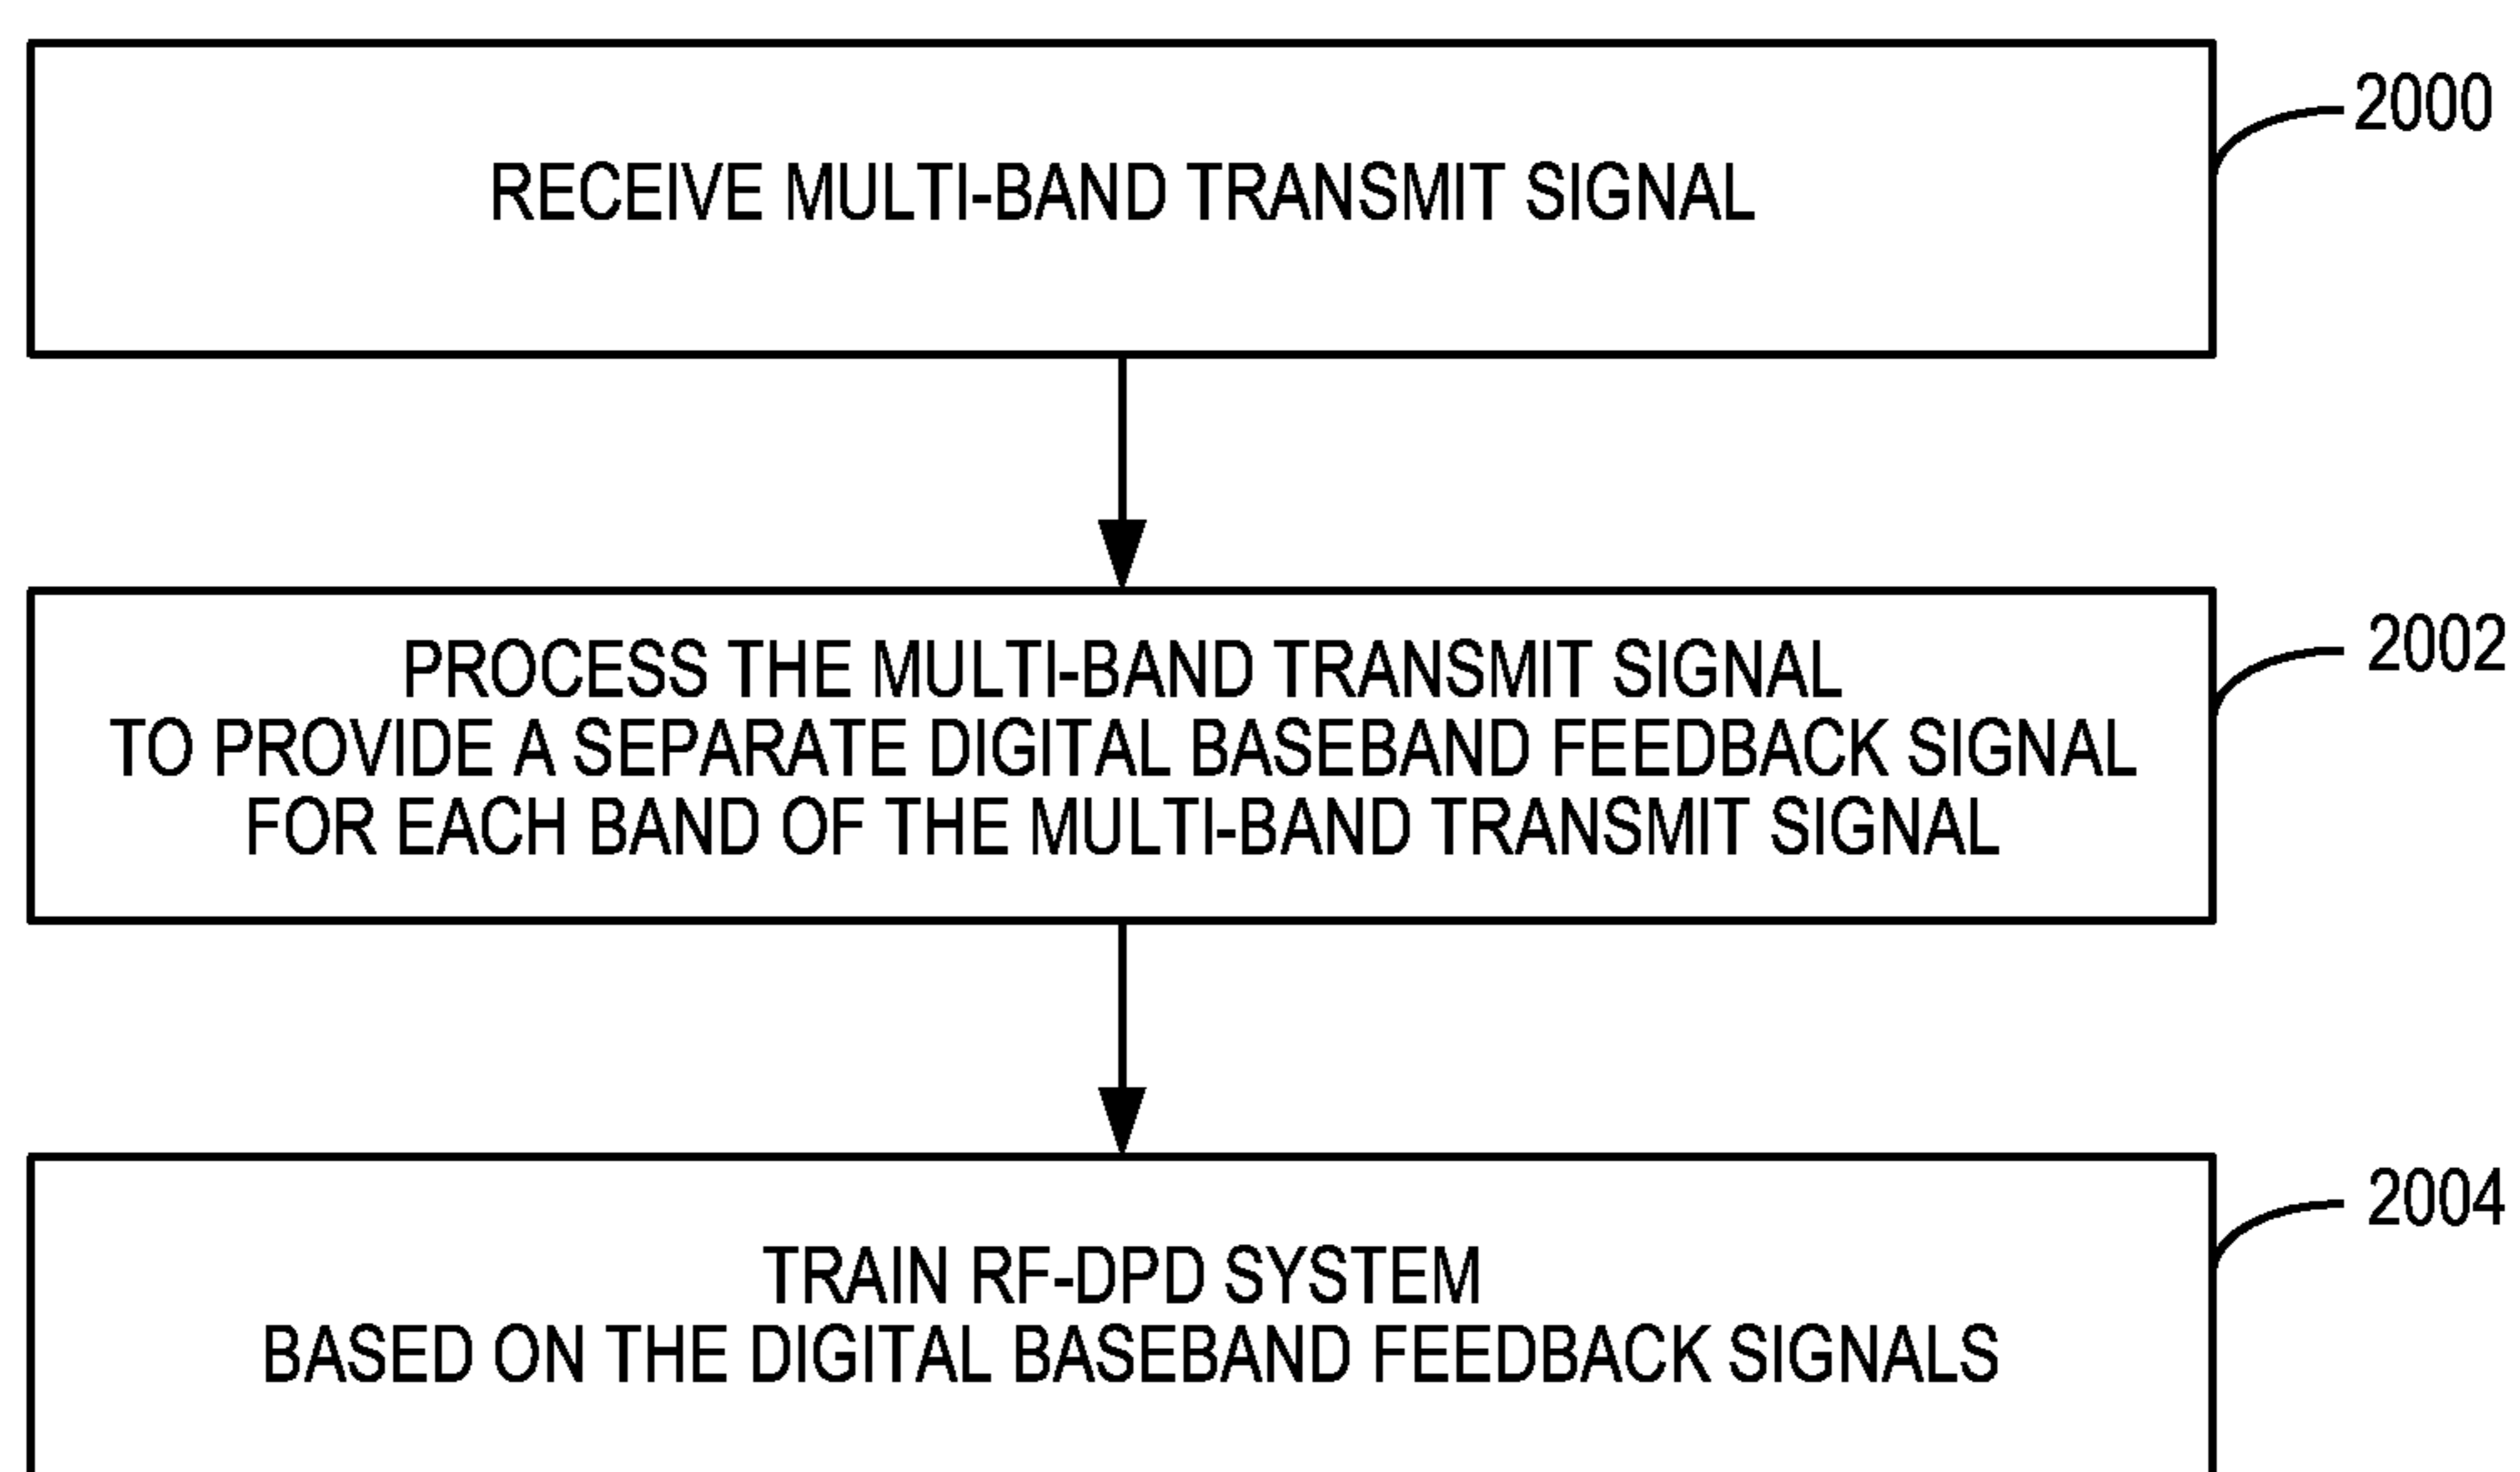 2000
RECEIVE MULTI-BAND TRANSMIT SIGNAL
2002
PROCESS THE MULTI-BAND TRANSMIT SIGNAL
TO PROVIDE A SEPARATE DIGITAL BASEBAND FEEDBACK SIGNAL
FOR EACH BAND OF THE MULTI-BAND TRANSMIT SIGNAL
2004
TRAIN RF-DPD SYSTEM
BASED ON THE DIGITAL BASEBAND FEEDBACK SIGNALS